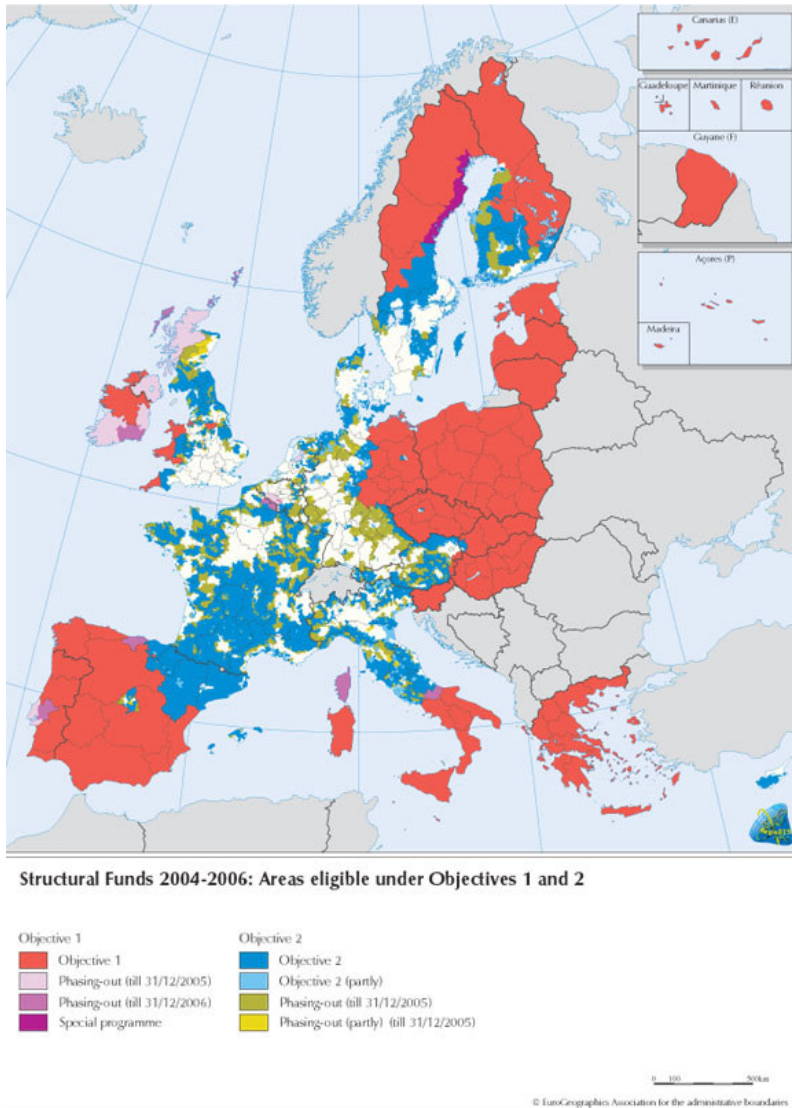 Canarias (E)
Guadeloupe Martinique Réunion
Guyane (F)
Açores (P)
Madeira
Structural Funds 2004-2006: Areas eligible under Objectives 1 and 2
Objective 1
Objective 1
Phasing-out (till 31/12/2005)
Phasing-out (till 31/12/2006)
Special programme
Objective 2
Objective 2
Objective 2 (partly)
Phasing-out (till 31/12/2005)
Phasing-out (partly) (till 31/12/2005)
0 100 500km
© EuroGeographics Association for the administrative boundaries